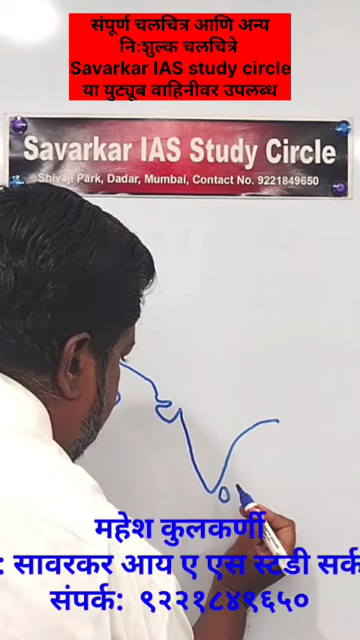 संपूर्ण चलचित्र आणि अन्य
निःशुल्क चलचित्रे
Savarkar IAS study circle
या युट्यूब वाहिनीवर उपलब्ध
Savarkar IAS Study Circle
Shivaji Park, Dadar, Mumbai, Contact No. 9221849650
महेश कुलकर्णी
: सावरकर आय ए एस स्टडी सर्क
संपर्क: ९२२१८४९६५०